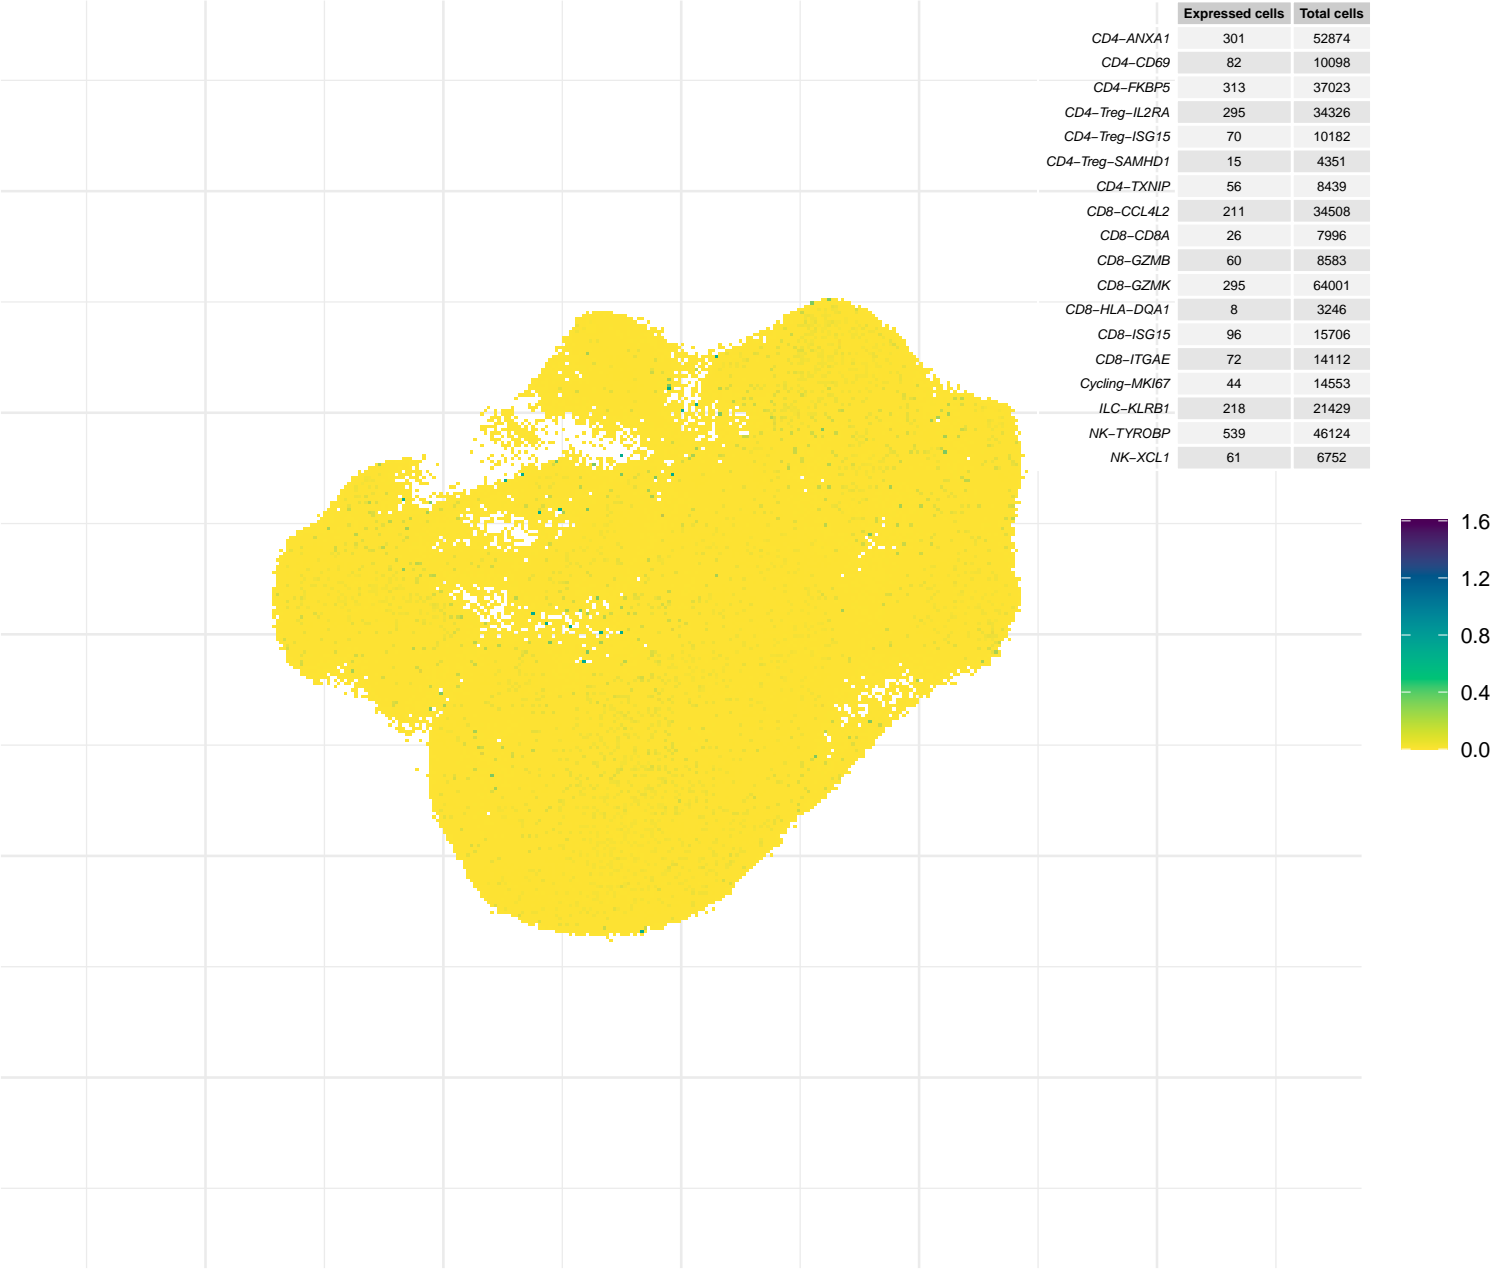 Expressed cells Total cells
CD4−ANXA1 301 52874
CD4−CD69 82 10098
CD4−FKBP5 313 37023
CD4−Treg−IL2RA 295 34326
CD4−Treg−ISG15 70 10182
CD4−Treg−SAMHD1 15 4351
CD4−TXNIP 56 8439
CD8−CCL4L2 211 34508
CD8−CD8A 26 7996
CD8−GZMB 60 8583
CD8−GZMK 295 64001
CD8−HLA−DQA1 8 3246
CD8−ISG15 96 15706
CD8−ITGAE 72 14112
Cycling−MKI67 44 14553
ILC−KLRB1 218 21429
NK−TYROBP 539 46124
NK−XCL1 61 6752
1.6
1.2
0.8
0.4
0.0